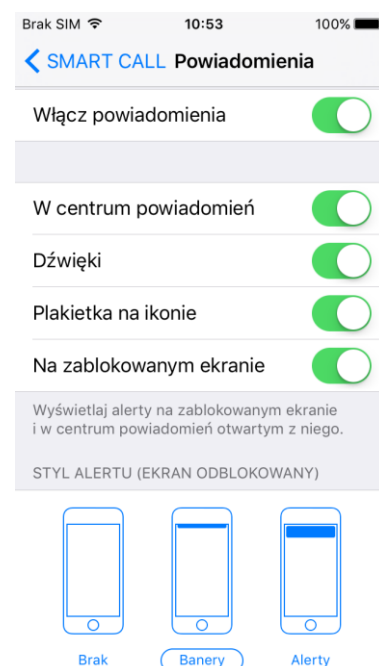 Brak SIM 10:53 100%
SMART CALL Powiadomienia
Włącz powiadomienia
W centrum powiadomień
Dźwięki
Plakietka na ikonie
Na zablokowanym ekranie
Wyświetlaj alerty na zablokowanym ekranie
i w centrum powiadomień otwartym z niego.
STYL ALERTU (EKRAN ODBLOKOWANY)
Brak Banery Alerty